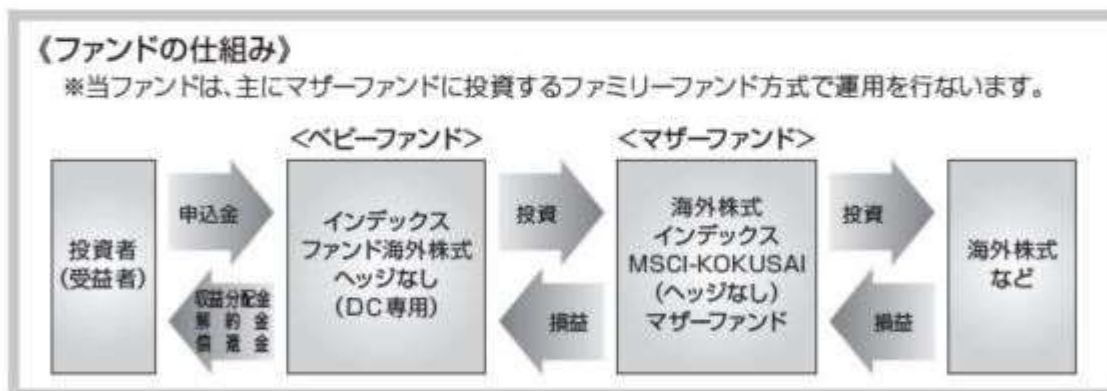 《ファンドの仕組み》
※当ファンドは、主にマザーファンドに投資するファミリーファンド方式で運用を行ないます。
＜ベビーファンド＞
＜マザーファンド＞
投資者
(受益者)
申込金
収益分配金
解約金
償還金
インデックス
ファンド海外株式
ヘッジなし
(DC専用)
投資
損益
海外株式
インデックス
MSCI-KOKUSAI
(ヘッジなし)
マザーファンド
投資
損益
海外株式
など